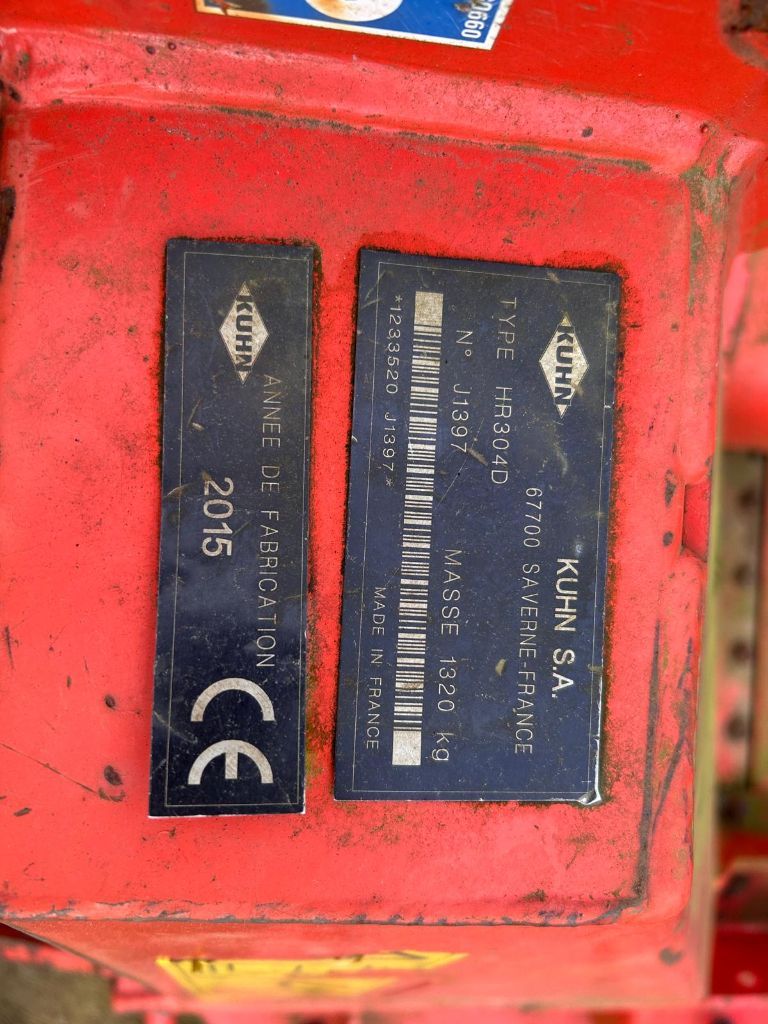 KUHN
KUHN S.A.
67700 SAVERNE-FRANCE
TYPE HR304D
N° J1397 MASSE 1320 kg
*1233520 J1397*
MADE IN FRANCE
KUHN
ANNEE DE FABRICATION
2015
CE